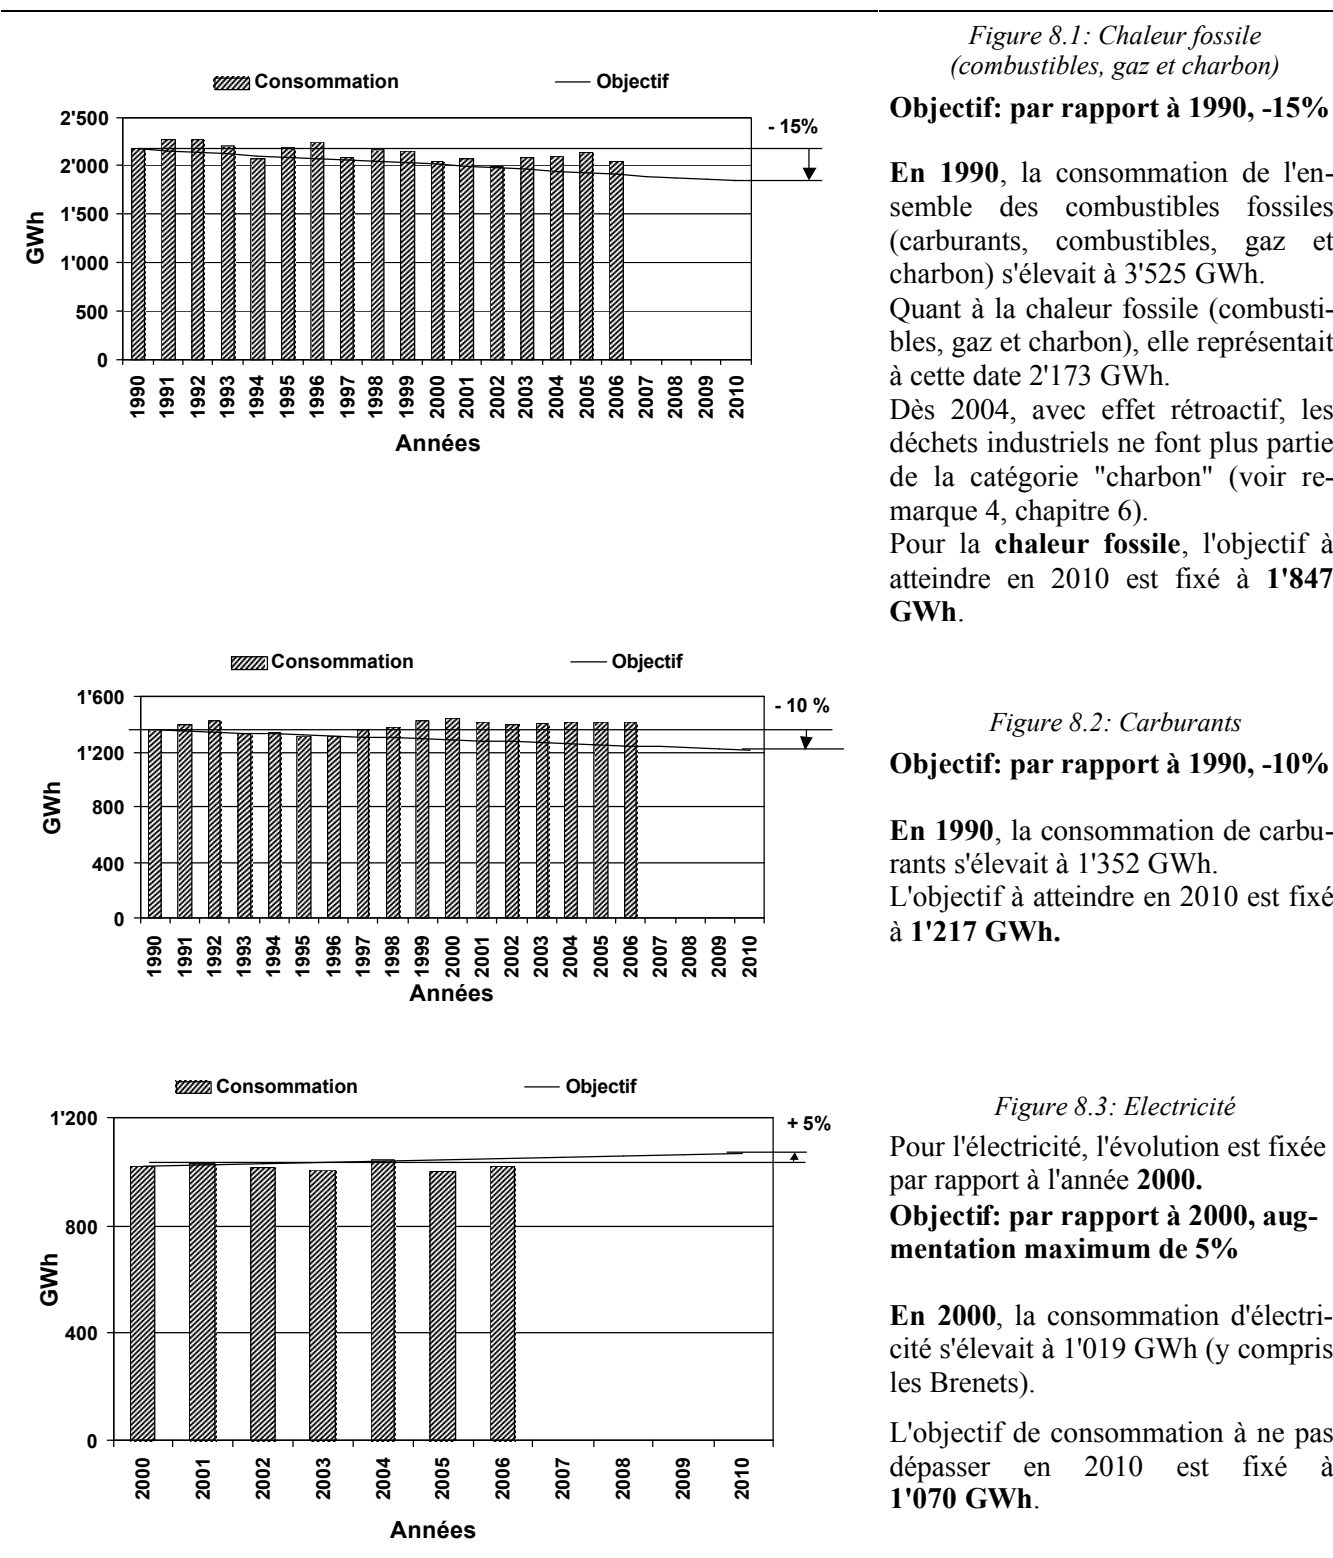 Figure 8.1: Chaleur fossile
(combustibles, gaz et charbon)
Objectif: par rapport à 1990, -15%
En 1990, la consommation de l'en-
semble des combustibles fossiles
(carburants, combustibles, gaz et
charbon) s'élevait à 3'525 GWh.
Quant à la chaleur fossile (combusti-
bles, gaz et charbon), elle représentait
à cette date 2'173 GWh.
Dès 2004, avec effet rétroactif, les
déchets industriels ne font plus partie
de la catégorie "charbon" (voir re-
marque 4, chapitre 6).
Pour la chaleur fossile, l'objectif à
atteindre en 2010 est fixé à 1'847
GWh.
Consommation Objectif
2'500
2'000
1'500
1'000
500
0
GWh
- 15%
1990 1991 1992 1993 1994 1995 1996 1997 1998 1999 2000 2001 2002 2003 2004 2005 2006 2007 2008 2009 2010
Années
Consommation Objectif
1'600
1'200
800
400
0
GWh
- 10 %
1990 1991 1992 1993 1994 1995 1996 1997 1998 1999 2000 2001 2002 2003 2004 2005 2006 2007 2008 2009 2010
Années
Figure 8.2: Carburants
Objectif: par rapport à 1990, -10%
En 1990, la consommation de carbu-
rants s'élevait à 1'352 GWh.
L'objectif à atteindre en 2010 est fixé
à 1'217 GWh.
Consommation Objectif
1'200
800
400
0
GWh
+ 5%
2000 2001 2002 2003 2004 2005 2006 2007 2008 2009 2010
Années
Figure 8.3: Electricité
Pour l'électricité, l'évolution est fixée
par rapport à l'année 2000.
Objectif: par rapport à 2000, aug-
mentation maximum de 5%
En 2000, la consommation d'électri-
cité s'élevait à 1'019 GWh (y compris
les Brenets).
L'objectif de consommation à ne pas
dépasser en 2010 est fixé à
1'070 GWh.